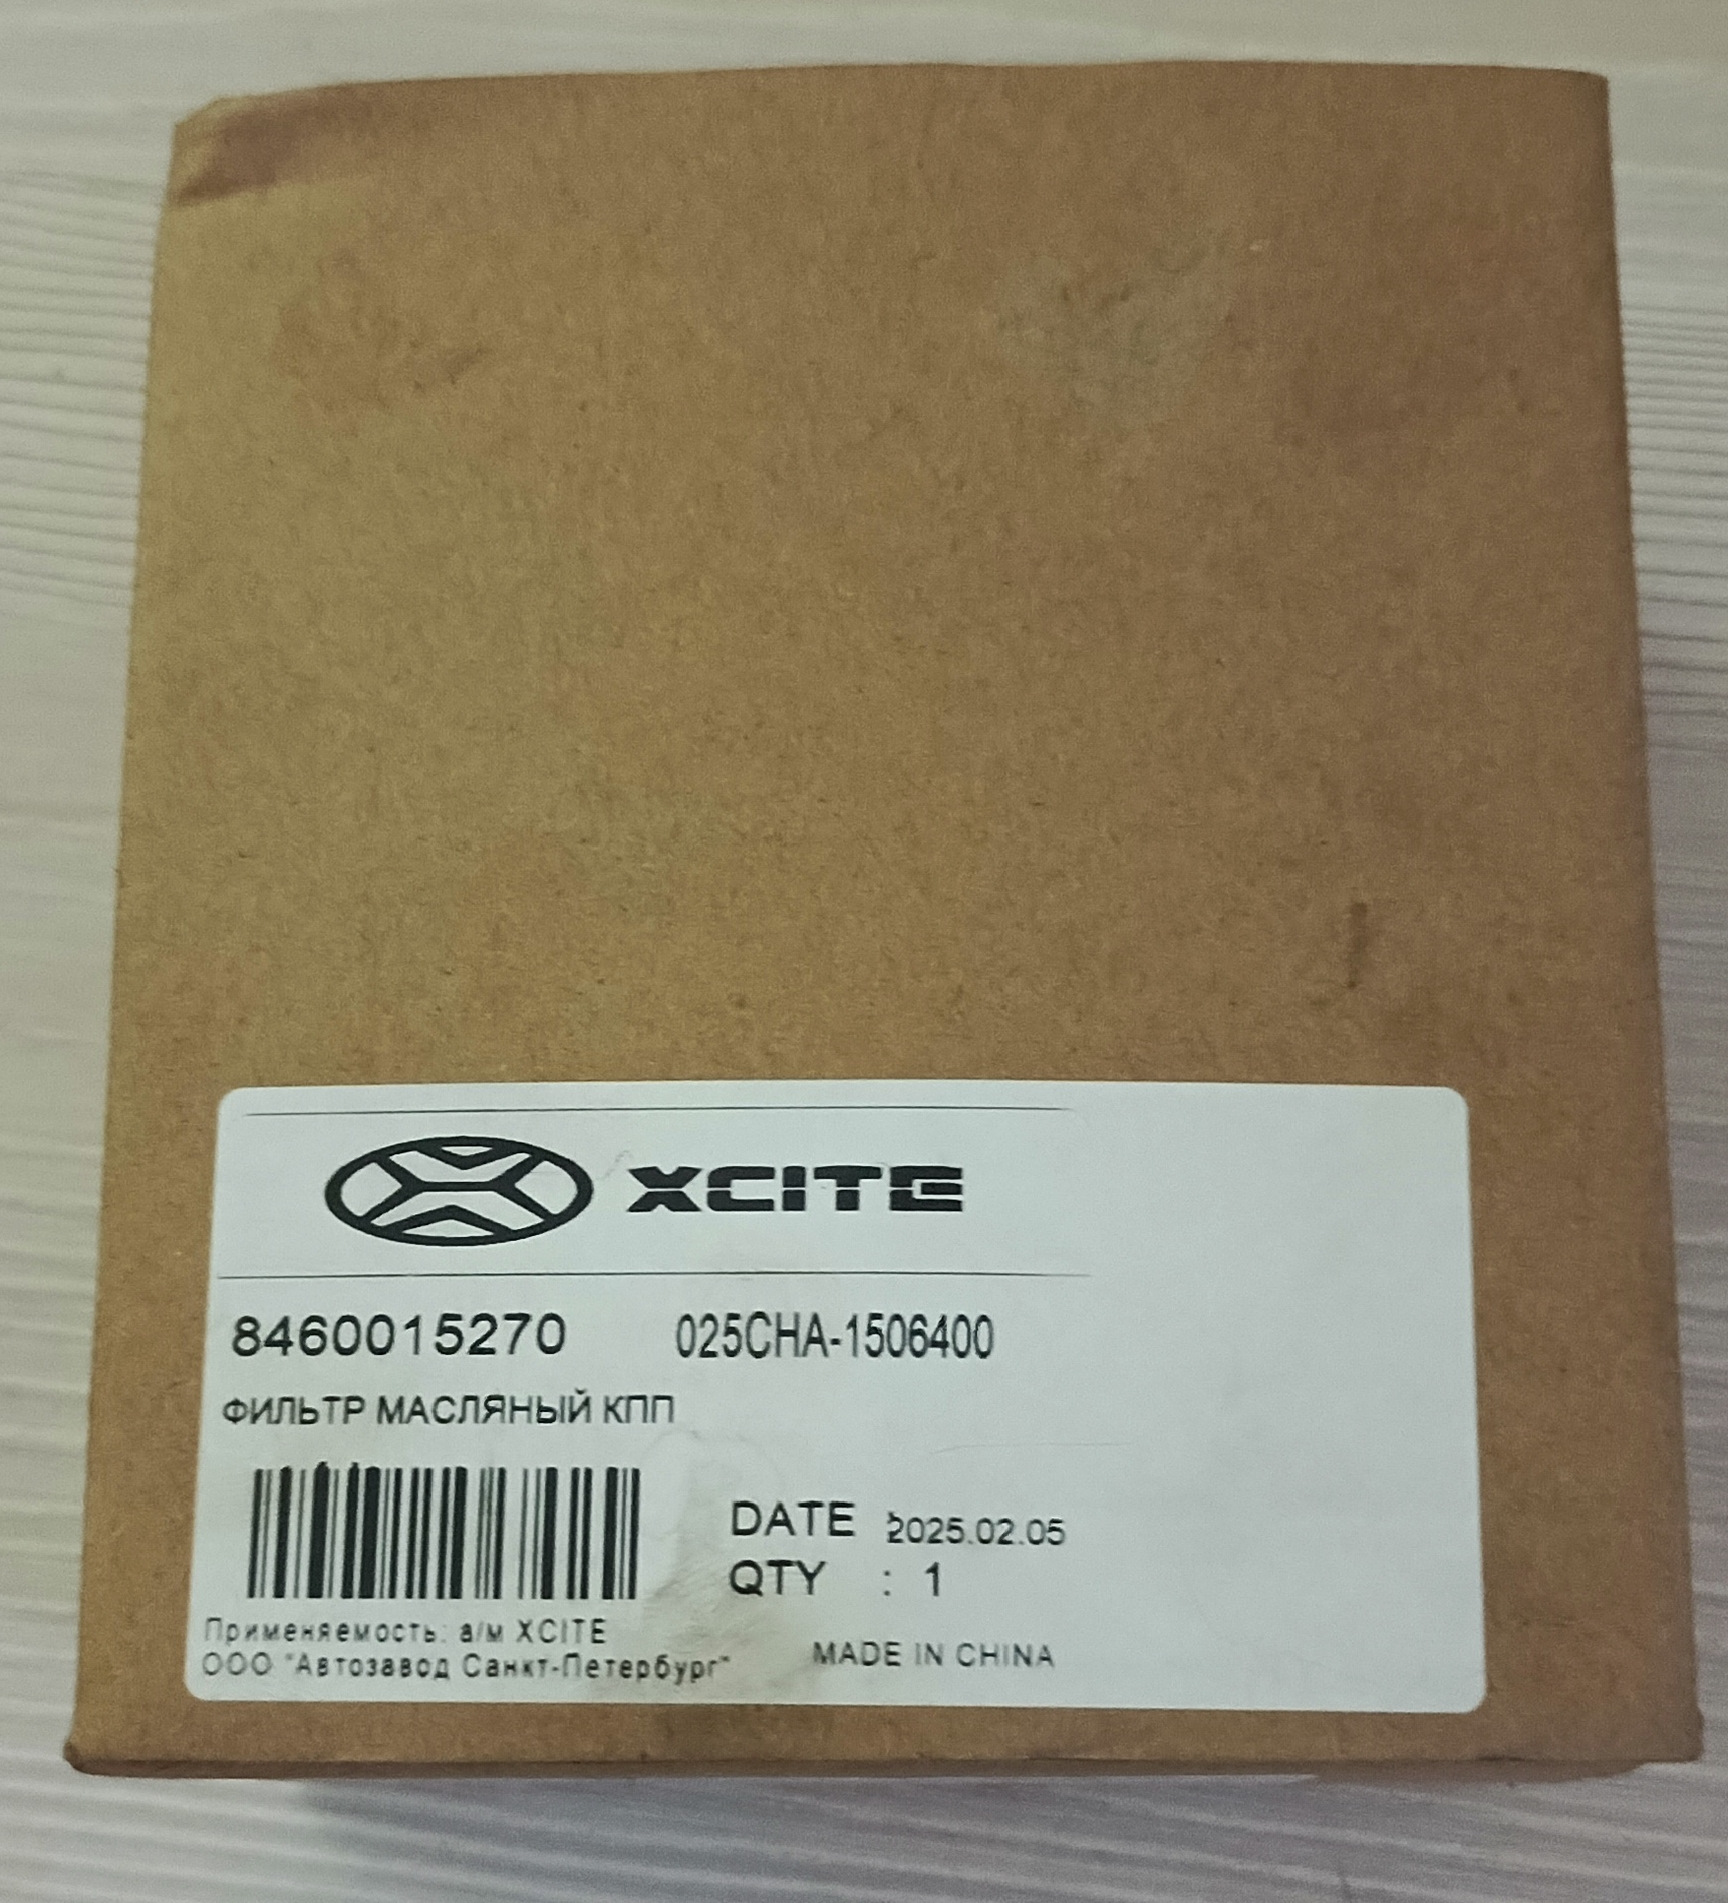 XCITE
8460015270 025CHA-1506400
ФИЛЬТР МАСЛЯНЫЙ КПП
DATE 2025.02.05
QTY : 1
Применяемость: а/м XCITE
ООО "Автозавод Санкт-Петербург"
MADE IN CHINA